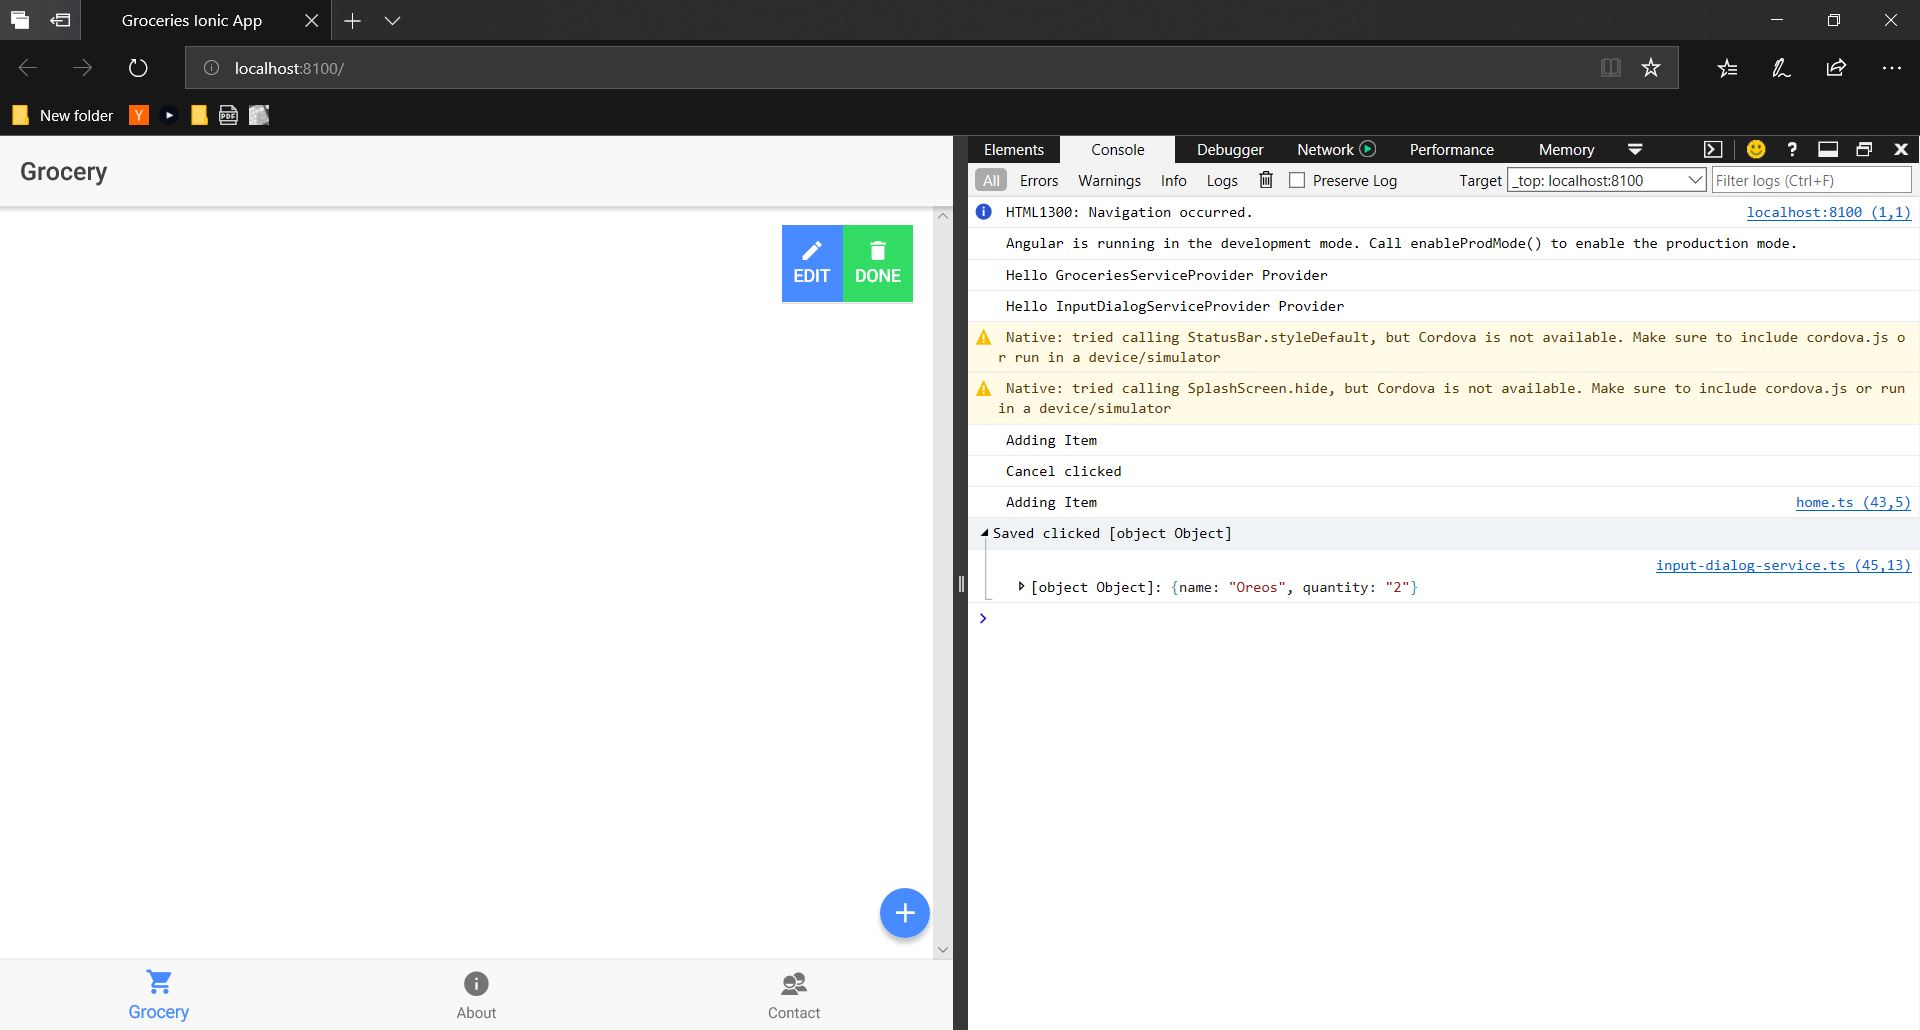 Groceries Ionic App
localhost:8100/
New folder
Y
PDF
Grocery
EDIT
DONE
Grocery
About
Contact
Elements
Console
Debugger
Network
Performance
Memory
?
All
Errors
Warnings
Info
Logs
Preserve Log
Target
_top: localhost:8100
Filter logs (Ctrl+F)
HTML1300: Navigation occurred.
localhost:8100 (1,1)
Angular is running in the development mode. Call enableProdMode() to enable the production mode.
Hello GroceriesServiceProvider Provider
Hello InputDialogServiceProvider Provider
Native: tried calling StatusBar.styleDefault, but Cordova is not available. Make sure to include cordova.js o
r run in a device/simulator
Native: tried calling SplashScreen.hide, but Cordova is not available. Make sure to include cordova.js or run
in a device/simulator
Adding Item
Cancel clicked
Adding Item
home.ts (43,5)
Saved clicked [object Object]
input-dialog-service.ts (45,13)
[object Object]: {name: "Oreos", quantity: "2"}